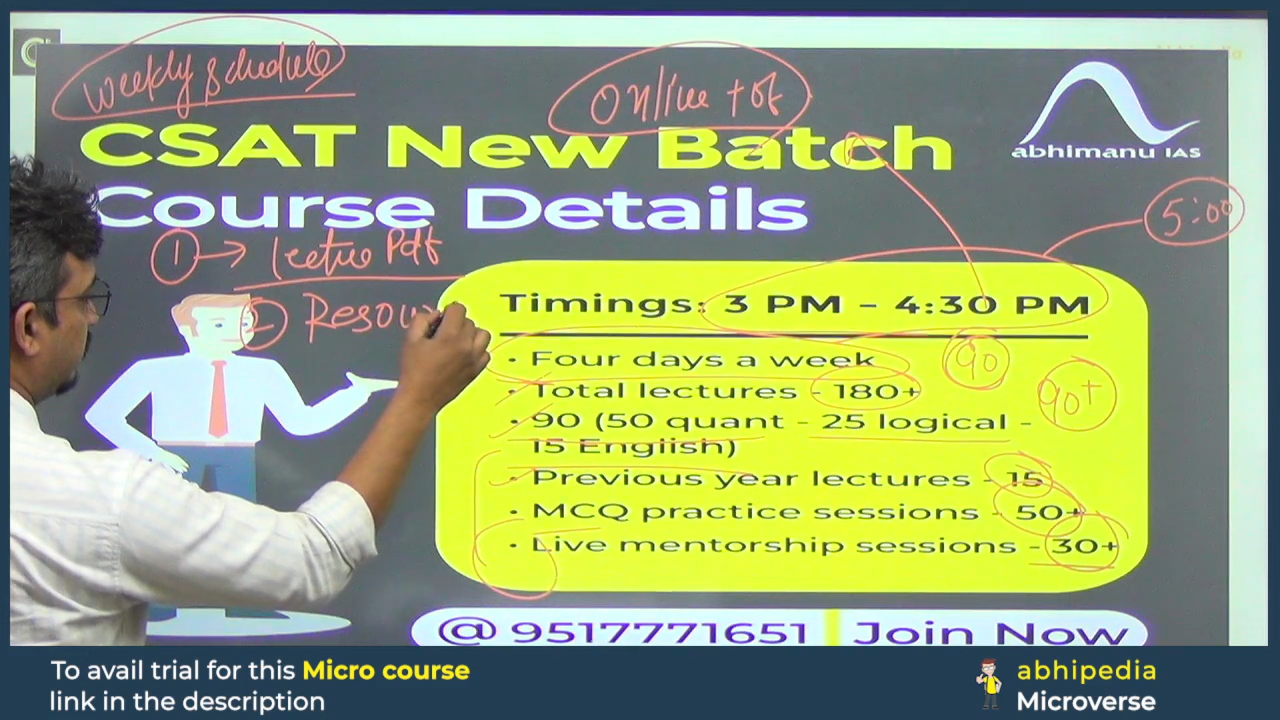 weekly schedule
Online + of
CSAT New Batch
abhimanu IAS
Course Details
5:00
1 → lecture Pdf
Timings: 3 PM - 4:30 PM
2 Resou
• Four days a week
90
• Total lectures - 180+
90+
• 90 (50 quant - 25 logical -
15 Engiish)
• Previous year lectures - 15
• MCQ practice sessions - 50+
• Live mentorship sessions - 30+
@ 9517771651 Join Now
To avail trial for this Micro course
link in the description
abhipedia
Microverse